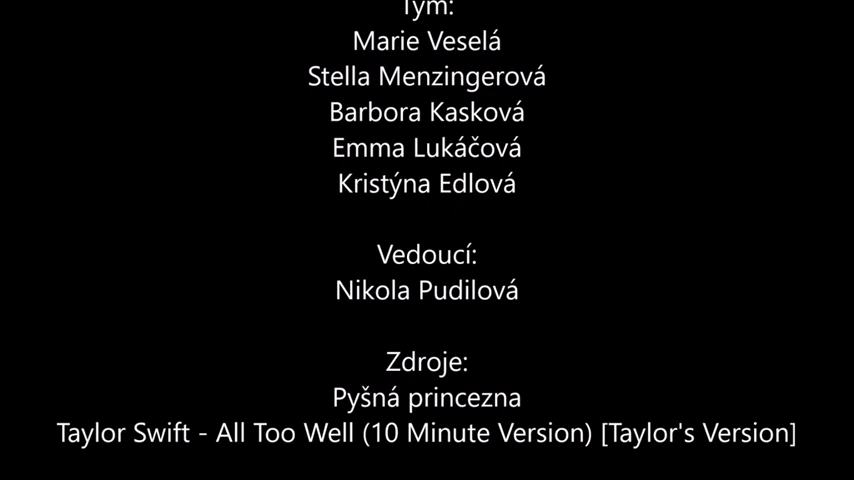 Tým:
Marie Veselá
Stella Menzingerová
Barbora Kasková
Emma Lukáčová
Kristýna Edlová
Vedoucí:
Nikola Pudilová
Zdroje:
Pyšná princezna
Taylor Swift - All Too Well (10 Minute Version) [Taylor's Version]